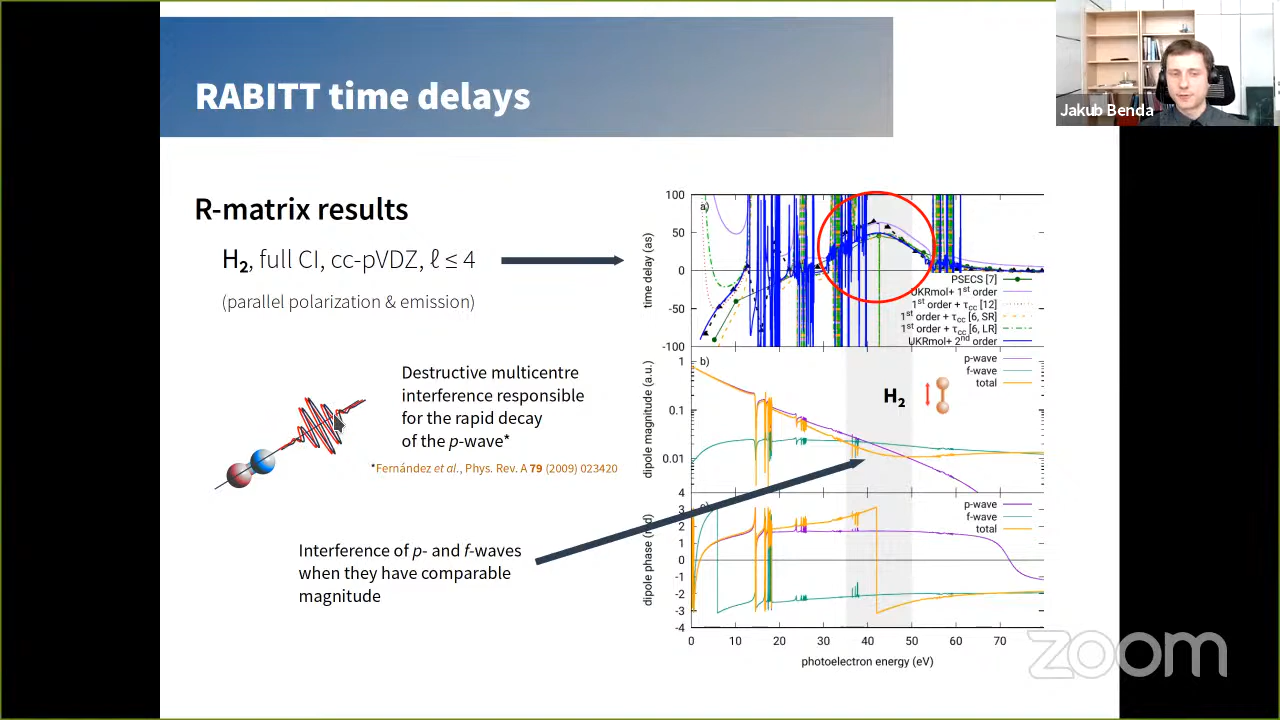 RABITT time delays
Jakub Benda
R-matrix results
H₂, full CI, cc-pVDZ, ℓ ≤ 4
(parallel polarization & emission)
Destructive multicentre
interference responsible
for the rapid decay
of the p-wave*
*Fernández et al., Phys. Rev. A 79 (2009) 023420
Interference of p- and f-waves
when they have comparable
magnitude
a)
time delay (as)
100
50
0
-50
-100
PSECS [7]
UKRmol+ 1st order
1st order + τcc [12]
1st order + τcc [6, SR]
1st order + τcc [6, LR]
UKRmol+ 2nd order
b)
dipole magnitude (a.u.)
1
0.1
0.01
p-wave
f-wave
total
H₂
dipole phase (rad)
4
3
2
1
0
-1
-2
-3
-4
p-wave
f-wave
total
0 10 20 30 40 50 60 70
photoelectron energy (eV)
zoom